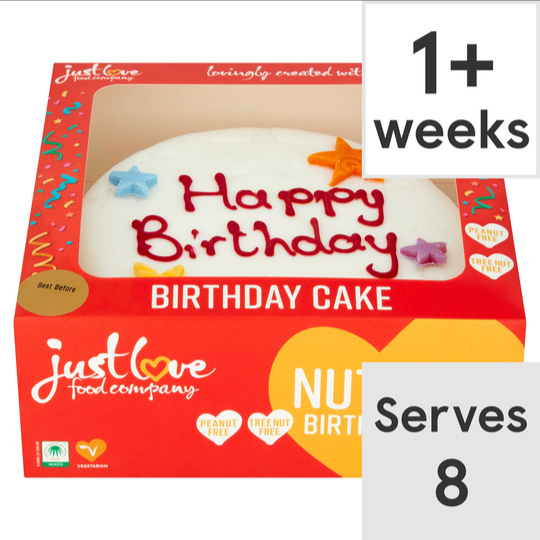 1+
weeks
just love
food company
lovingly created wit
Happy
Birthday
PEANUT
FREE
TREE NUT
FREE
Best Before
BIRTHDAY CAKE
just love
food company
NUT
BIRT
PEANUT
FREE
TREE NUT
FREE
MIXED
VEGETARIAN
Serves
8